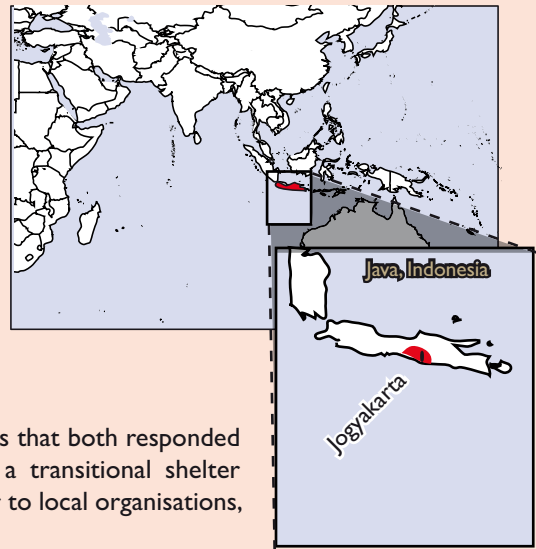 Java, Indonesia
Jogyakarta
s that both responded
a transitional shelter
to local organisations,